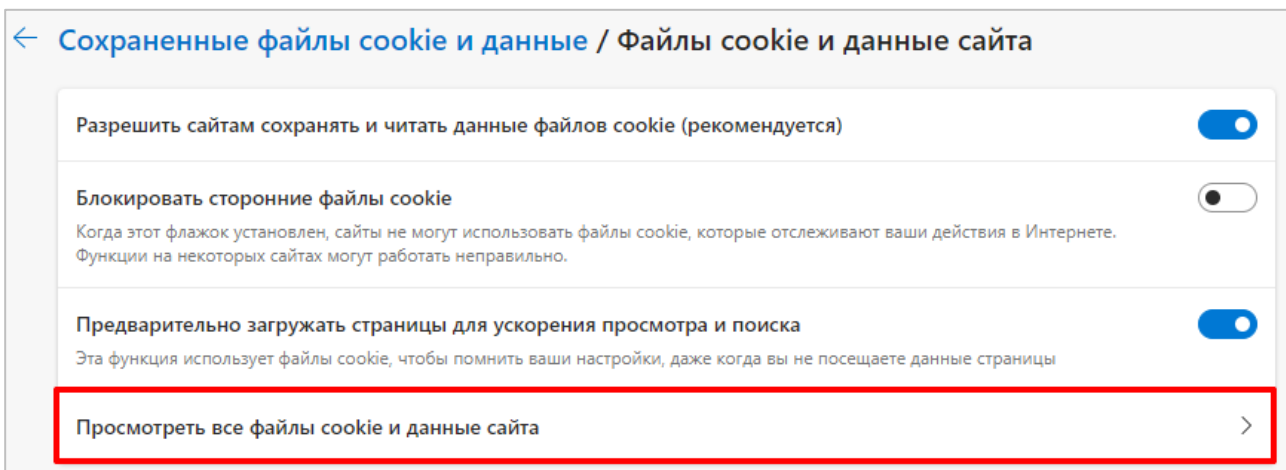 Сохраненные файлы cookie и данные / Файлы cookie и данные сайта
Разрешить сайтам сохранять и читать данные файлов cookie (рекомендуется)
Блокировать сторонние файлы cookie
Когда этот флажок установлен, сайты не могут использовать файлы cookie, которые отслеживают ваши действия в Интернете.
Функции на некоторых сайтах могут работать неправильно.
Предварительно загружать страницы для ускорения просмотра и поиска
Эта функция использует файлы cookie, чтобы помнить ваши настройки, даже когда вы не посещаете данные страницы
Просмотреть все файлы cookie и данные сайта